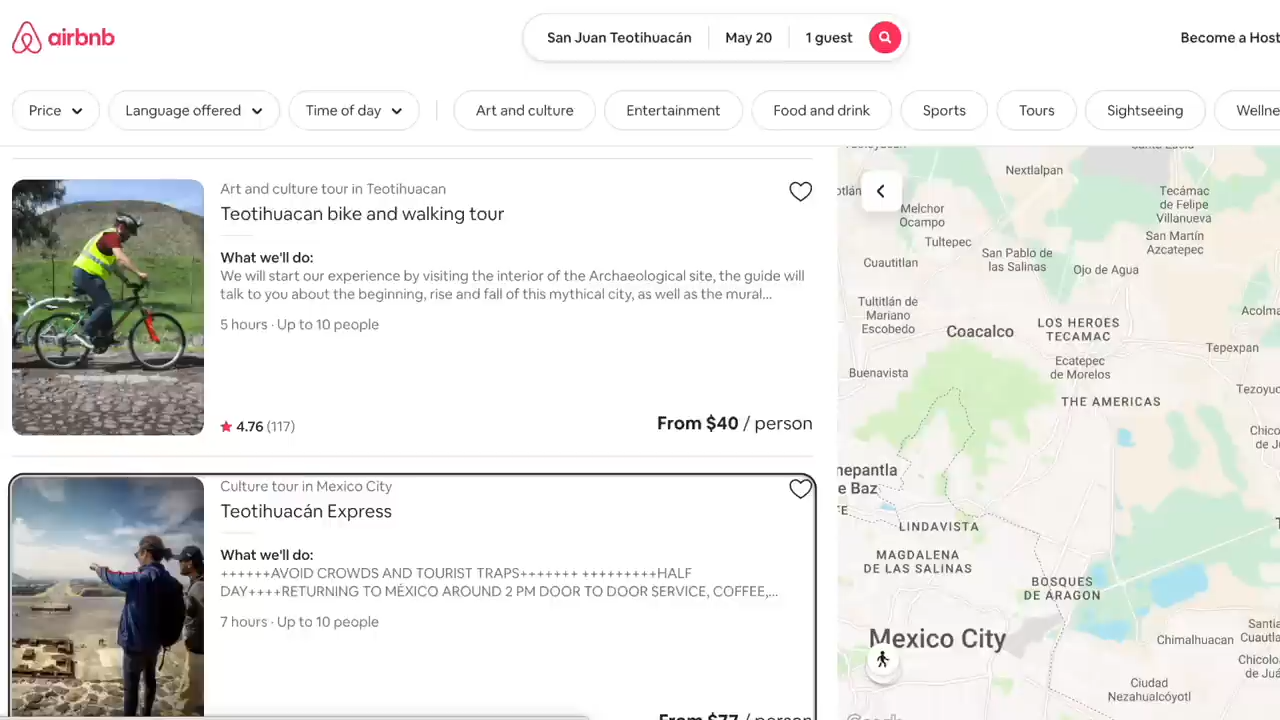 airbnb
San Juan Teotihuacán
May 20
1 guest
Become a Host
Price
Language offered
Time of day
Art and culture
Entertainment
Food and drink
Sports
Tours
Sightseeing
Art and culture tour in Teotihuacan
Teotihuacan bike and walking tour
What we'll do:
We will start our experience by visiting the interior of the Archaeological site, the guide will
talk to you about the beginning, rise and fall of this mythical city, as well as the mural...
5 hours · Up to 10 people
4.76 (117)
From $40 / person
Culture tour in Mexico City
Teotihuacán Express
What we'll do:
++++++AVOID CROWDS AND TOURIST TRAPS+++++++ +++++++++HALF
DAY++++RETURNING TO MÉXICO AROUND 2 PM DOOR TO DOOR SERVICE, COFFEE,...
7 hours · Up to 10 people
From $77 / person
Nextlalpan
Santa Lucía
Tecámac
de Felipe
Villanueva
Melchor
Ocampo
Tultepec
San Martín
Azcatepec
San Pablo de
las Salinas
Cuautitlan
Ojo de Agua
Tultitlán de
Mariano
Escobedo
Coacalco
LOS HEROES
TECAMAC
Tepexpan
Ecatepec
de Morelos
Buenavista
THE AMERICAS
LINDAVISTA
MAGDALENA
DE LAS SALINAS
BOSQUES
DE ARAGON
Mexico City
Chimalhuacan
Ciudad
Nezahualcóyotl
Google